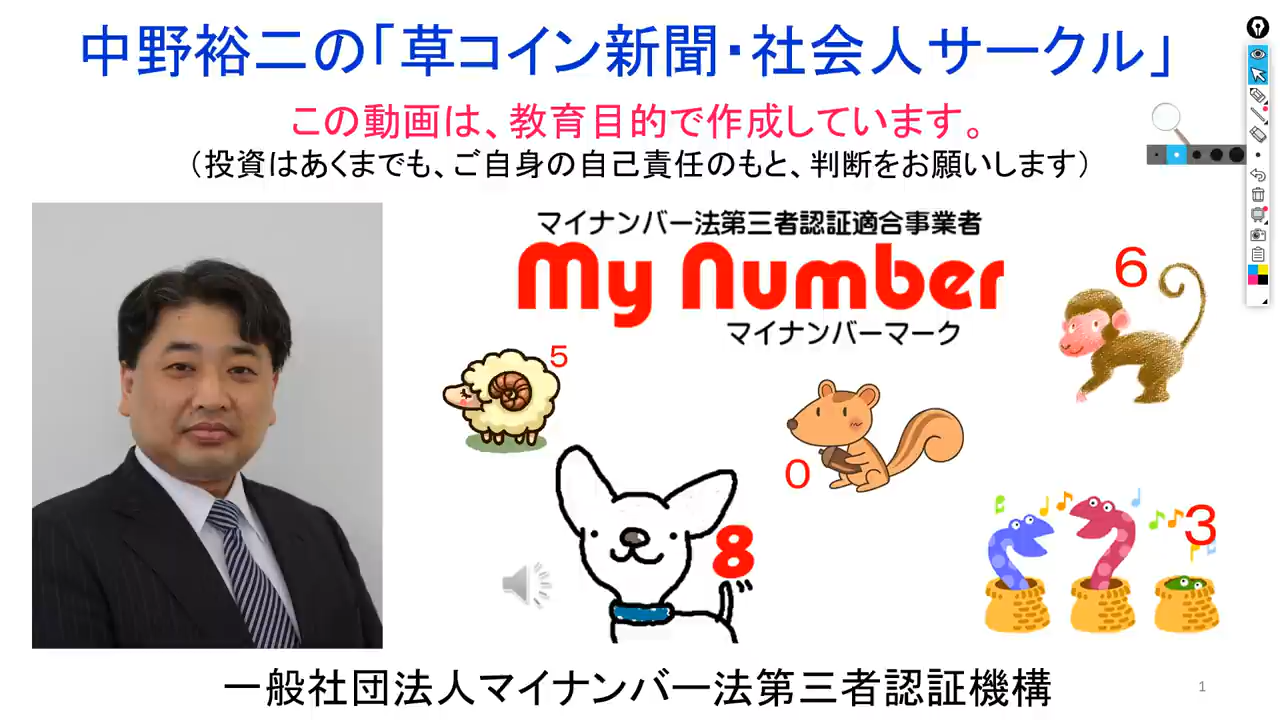 中野裕二の「草コイン新聞・社会人サークル」
この動画は、教育目的で作成しています。
（投資はあくまでも、ご自身の自己責任のもと、判断をお願いします）
マイナンバー法第三者認証適合事業者
My Number
マイナンバーマーク
6
5
0
8
3
一般社団法人マイナンバー法第三者認証機構
1